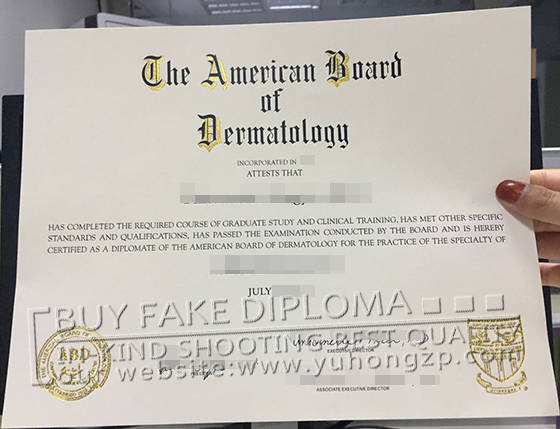 The American Board
of
Dermatology
INCORPORATED IN
ATTESTS THAT
HAS COMPLETED THE REQUIRED COURSE OF GRADUATE STUDY AND CLINICAL TRAINING, HAS MET OTHER SPECIFIC
STANDARDS AND QUALIFICATIONS, HAS PASSED THE EXAMINATION CONDUCTED BY THE BOARD AND IS HEREBY
CERTIFIED AS A DIPLOMATE OF THE AMERICAN BOARD OF DERMATOLOGY FOR THE PRACTICE OF THE SPECIALTY OF
JULY
BUY FAKE DIPLOMA
KIND SHOOTING BEST QUALITY
website:www.yuhongzp.com
ABD
EXECUTIVE DIRECTOR
ASSOCIATE EXECUTIVE DIRECTOR